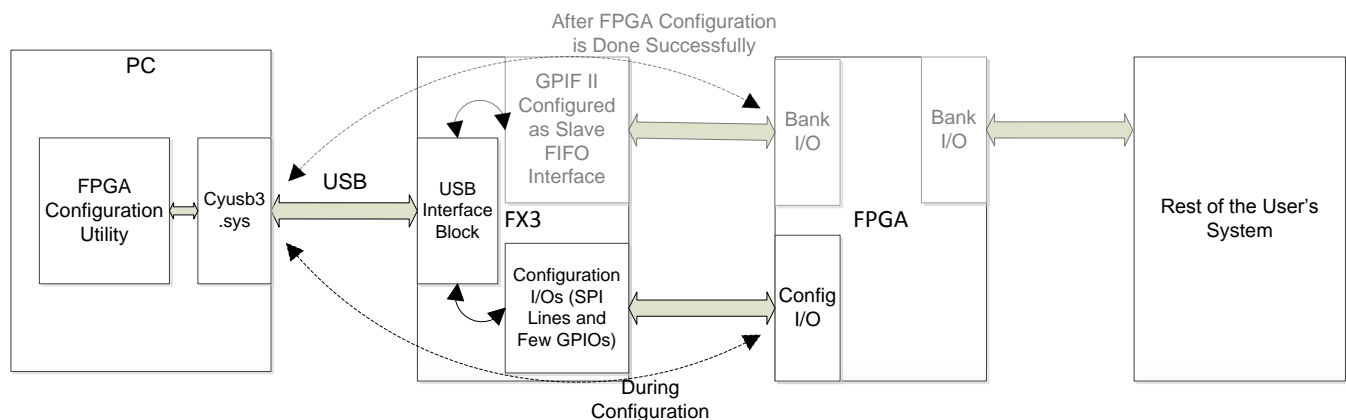 After FPGA Configuration
is Done Successfully
PC
FPGA
Configuration
Utility
Cyusb3
.sys
USB
USB
Interface
Block
FX3
GPIF II
Configured
as Slave
FIFO
Interface
Configuration
I/Os (SPI
Lines and
Few GPIOs)
During
Configuration
Bank
I/O
Bank
I/O
FPGA
Config
I/O
Rest of the User's
System